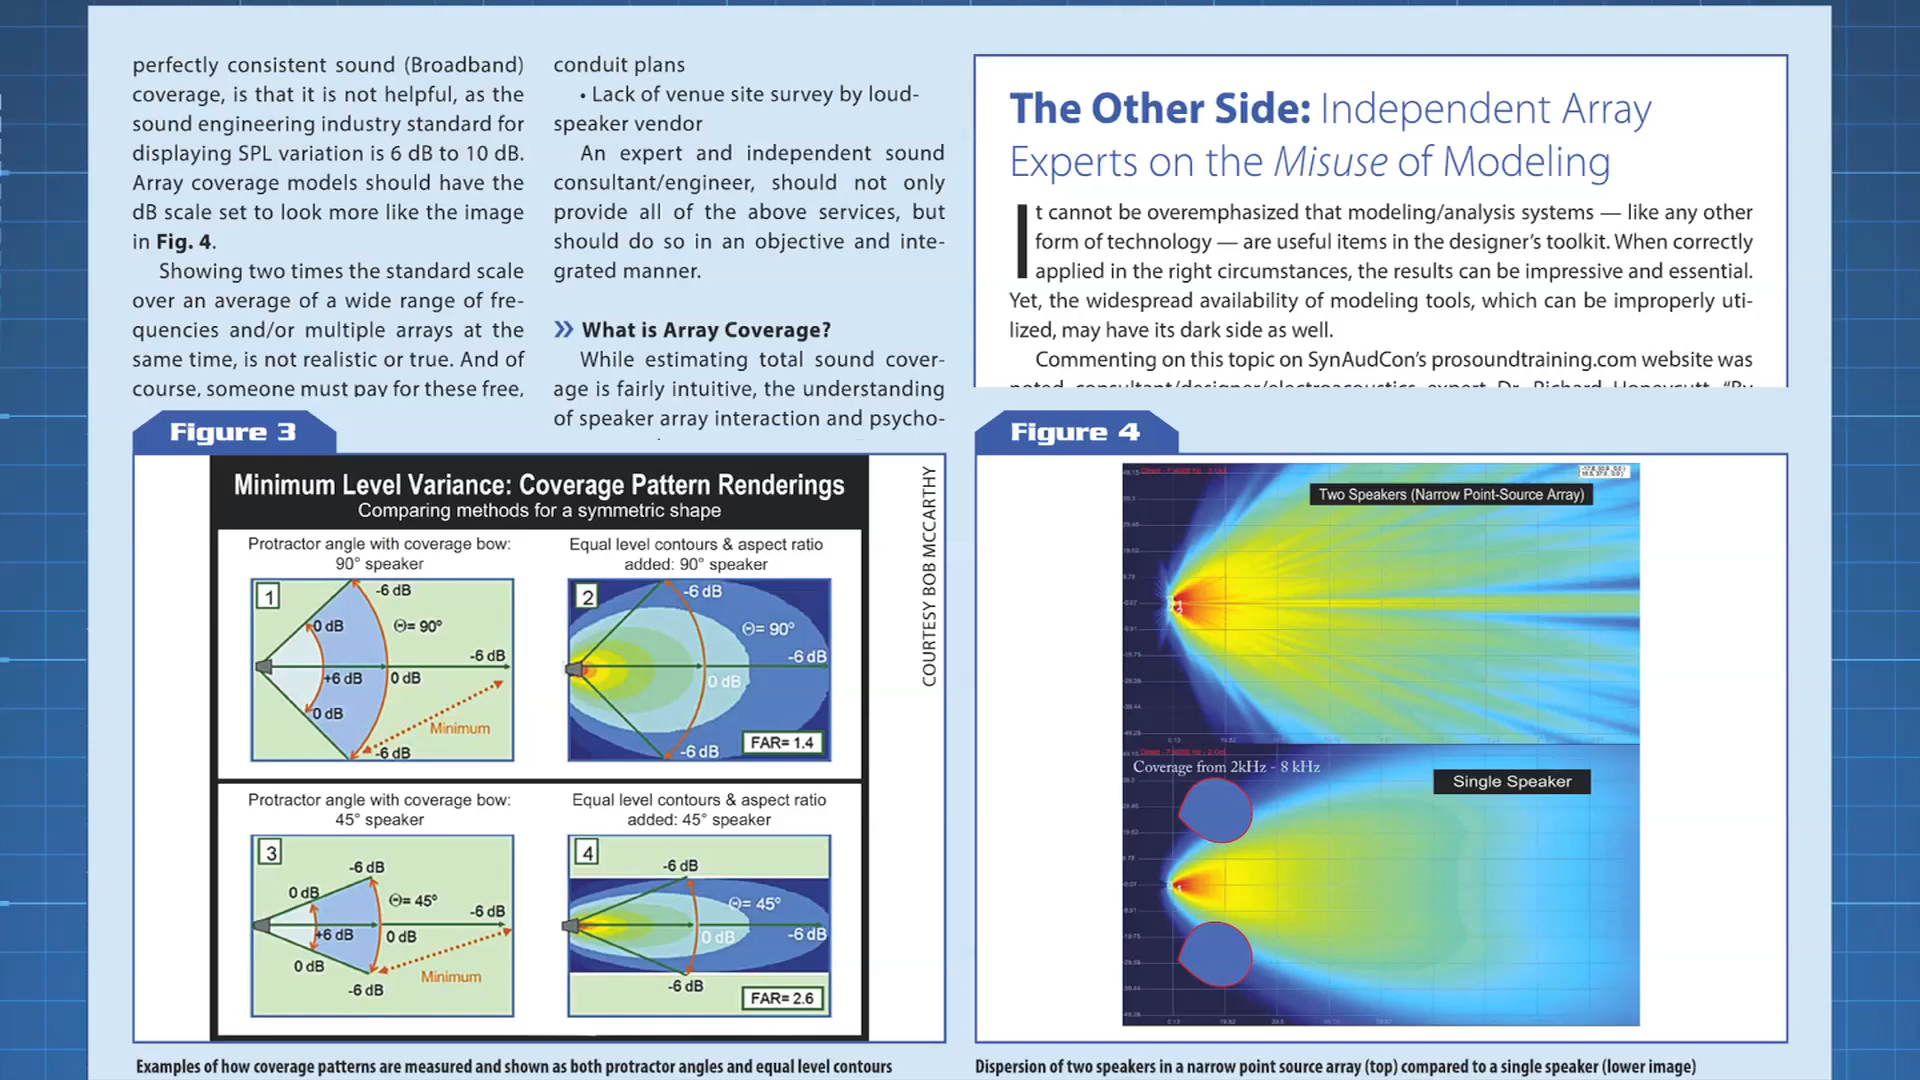 perfectly consistent sound (Broadband)
coverage, is that it is not helpful, as the
sound engineering industry standard for
displaying SPL variation is 6 dB to 10 dB.
Array coverage models should have the
dB scale set to look more like the image
in Fig. 4.
Showing two times the standard scale
over an average of a wide range of fre-
quencies and/or multiple arrays at the
same time, is not realistic or true. And of
course, someone must pay for these free,
conduit plans
• Lack of venue site survey by loud-
speaker vendor
An expert and independent sound
consultant/engineer, should not only
provide all of the above services, but
should do so in an objective and inte-
grated manner.
» What is Array Coverage?
While estimating total sound cover-
age is fairly intuitive, the understanding
of speaker array interaction and psycho-
The Other Side: Independent Array
Experts on the Misuse of Modeling
It cannot be overemphasized that modeling/analysis systems — like any other
form of technology — are useful items in the designer's toolkit. When correctly
applied in the right circumstances, the results can be impressive and essential.
Yet, the widespread availability of modeling tools, which can be improperly uti-
lized, may have its dark side as well.
Commenting on this topic on SynAudCon's prosoundtraining.com website was
noted consultant/designer/electroacoustics expert Dr. Richard Honeycutt. "By
Figure 3
Minimum Level Variance: Coverage Pattern Renderings
Comparing methods for a symmetric shape
Protractor angle with coverage bow:
90° speaker
1
-6 dB
0 dB
Θ= 90°
-6 dB
+6 dB
0 dB
0 dB
Minimum
-6 dB
Equal level contours & aspect ratio
added: 90° speaker
2
-6 dB
Θ= 90°
-6 dB
0 dB
-6 dB
FAR= 1.4
Protractor angle with coverage bow:
45° speaker
3
-6 dB
0 dB
Θ= 45°
-6 dB
+6 dB
0 dB
0 dB
Minimum
-6 dB
Equal level contours & aspect ratio
added: 45° speaker
4
-6 dB
Θ= 45°
0 dB
-6 dB
-6 dB
FAR= 2.6
COURTESY BOB MCCARTHY
Examples of how coverage patterns are measured and shown as both protractor angles and equal level contours
Figure 4
Two Speakers (Narrow Point-Source Array)
1
2
Coverage from 2kHz - 8 kHz
Single Speaker
1
Dispersion of two speakers in a narrow point source array (top) compared to a single speaker (lower image)